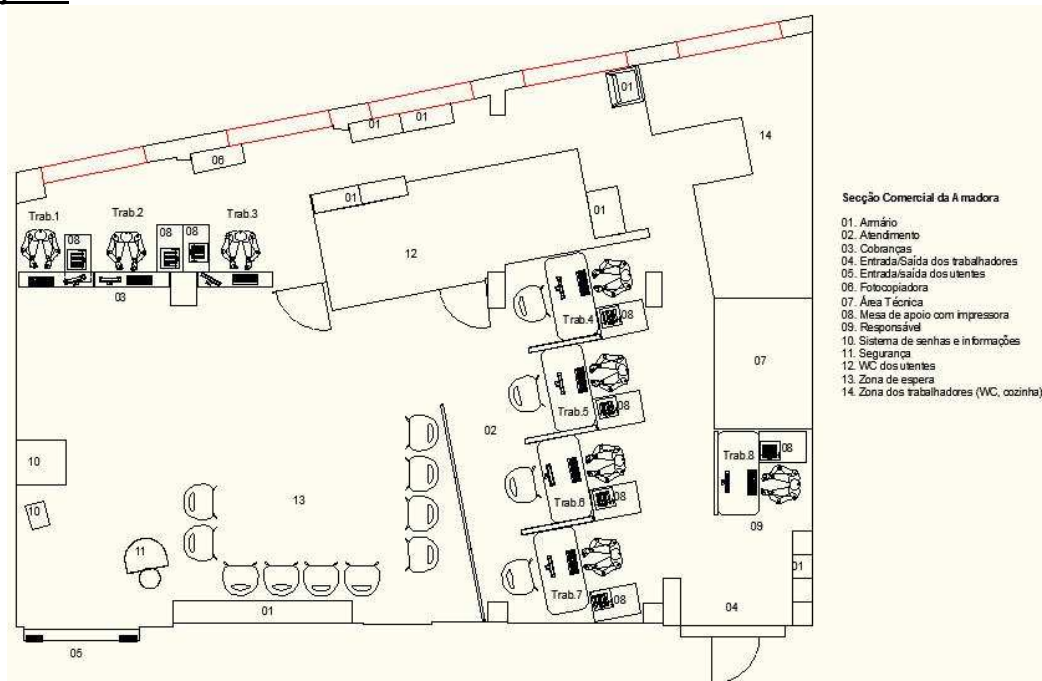 01
14
01
01
06
01
01
Trab.1
Trab.2
Trab.3
08
08
08
12
03
Trab.4
08
07
Trab.5
08
02
Trab.8
08
10
13
Trab.6
08
10
09
11
Trab.7
08
01
01
04
05
Secção Comercial da Amadora
01. Armário
02. Atendimento
03. Cobranças
04. Entrada/Saída dos trabalhadores
05. Entrada/saída dos utentes
06. Fotocopiadora
07. Área Técnica
08. Mesa de apoio com impressora
09. Responsável
10. Sistema de senhas e informações
11. Segurança
12. WC dos utentes
13. Zona de espera
14. Zona dos trabalhadores (WC, cozinha)